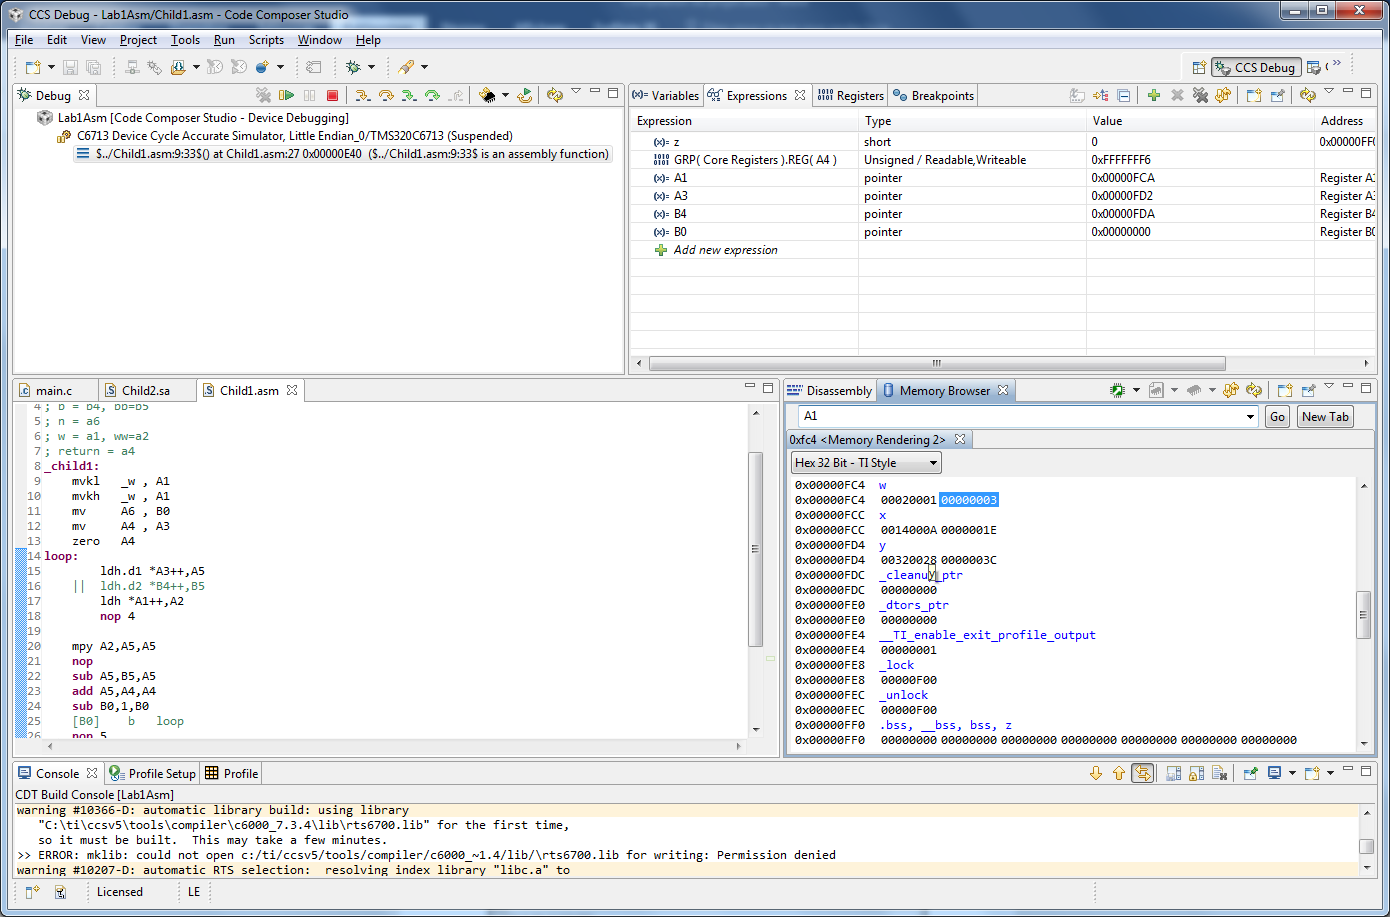 CCS Debug - Lab1Asm/Child1.asm - Code Composer Studio
File Edit View Project Tools Run Scripts Window Help
CCS Debug
Debug
Lab1Asm [Code Composer Studio - Device Debugging]
C6713 Device Cycle Accurate Simulator, Little Endian_0/TMS320C6713 (Suspended)
$../Child1.asm:9:33$() at Child1.asm:27 0x00000E40 ($../Child1.asm:9:33$ is an assembly function)
(x)= Variables Expressions Registers Breakpoints
Expression Type Value Address
(x)= z short 0 0x00000FF0
GRP( Core Registers ).REG( A4 ) Unsigned / Readable,Writeable 0xFFFFFFF6
(x)= A1 pointer 0x00000FCA Register A1
(x)= A3 pointer 0x00000FD2 Register A3
(x)= B4 pointer 0x00000FDA Register B4
(x)= B0 pointer 0x00000000 Register B0
Add new expression
main.c Child2.sa Child1.asm
4 ; b = b4, bb=b5
5 ; n = a6
6 ; w = a1, ww=a2
7 ; return = a4
8 _child1:
9 mvkl _w , A1
10 mvkh _w , A1
11 mv A6 , B0
12 mv A4 , A3
13 zero A4
14 loop:
15 ldh.d1 *A3++,A5
16 || ldh.d2 *B4++,B5
17 ldh *A1++,A2
18 nop 4
19
20 mpy A2,A5,A5
21 nop
22 sub A5,B5,A5
23 add A5,A4,A4
24 sub B0,1,B0
25 [B0] b loop
26 nop 5
Disassembly Memory Browser
A1 Go New Tab
0xfc4 <Memory Rendering 2>
Hex 32 Bit - TI Style
0x00000FC4 w
0x00000FC4 00020001 00000003
0x00000FCC x
0x00000FCC 0014000A 0000001E
0x00000FD4 y
0x00000FD4 00320028 0000003C
0x00000FDC _cleanup_ptr
0x00000FDC 00000000
0x00000FE0 _dtors_ptr
0x00000FE0 00000000
0x00000FE4 __TI_enable_exit_profile_output
0x00000FE4 00000001
0x00000FE8 _lock
0x00000FE8 00000F00
0x00000FEC _unlock
0x00000FEC 00000F00
0x00000FF0 .bss, __bss, bss, z
0x00000FF0 00000000 00000000 00000000 00000000 00000000 00000000 00000000
Console Profile Setup Profile
CDT Build Console [Lab1Asm]
warning #10366-D: automatic library build: using library
"C:\ti\ccsv5\tools\compiler\c6000_7.3.4\lib\rts6700.lib" for the first time,
so it must be built. This may take a few minutes.
>> ERROR: mklib: could not open c:/ti/ccsv5/tools/compiler/c6000_~1.4/lib/\rts6700.lib for writing: Permission denied
warning #10207-D: automatic RTS selection: resolving index library "libc.a" to
Licensed LE